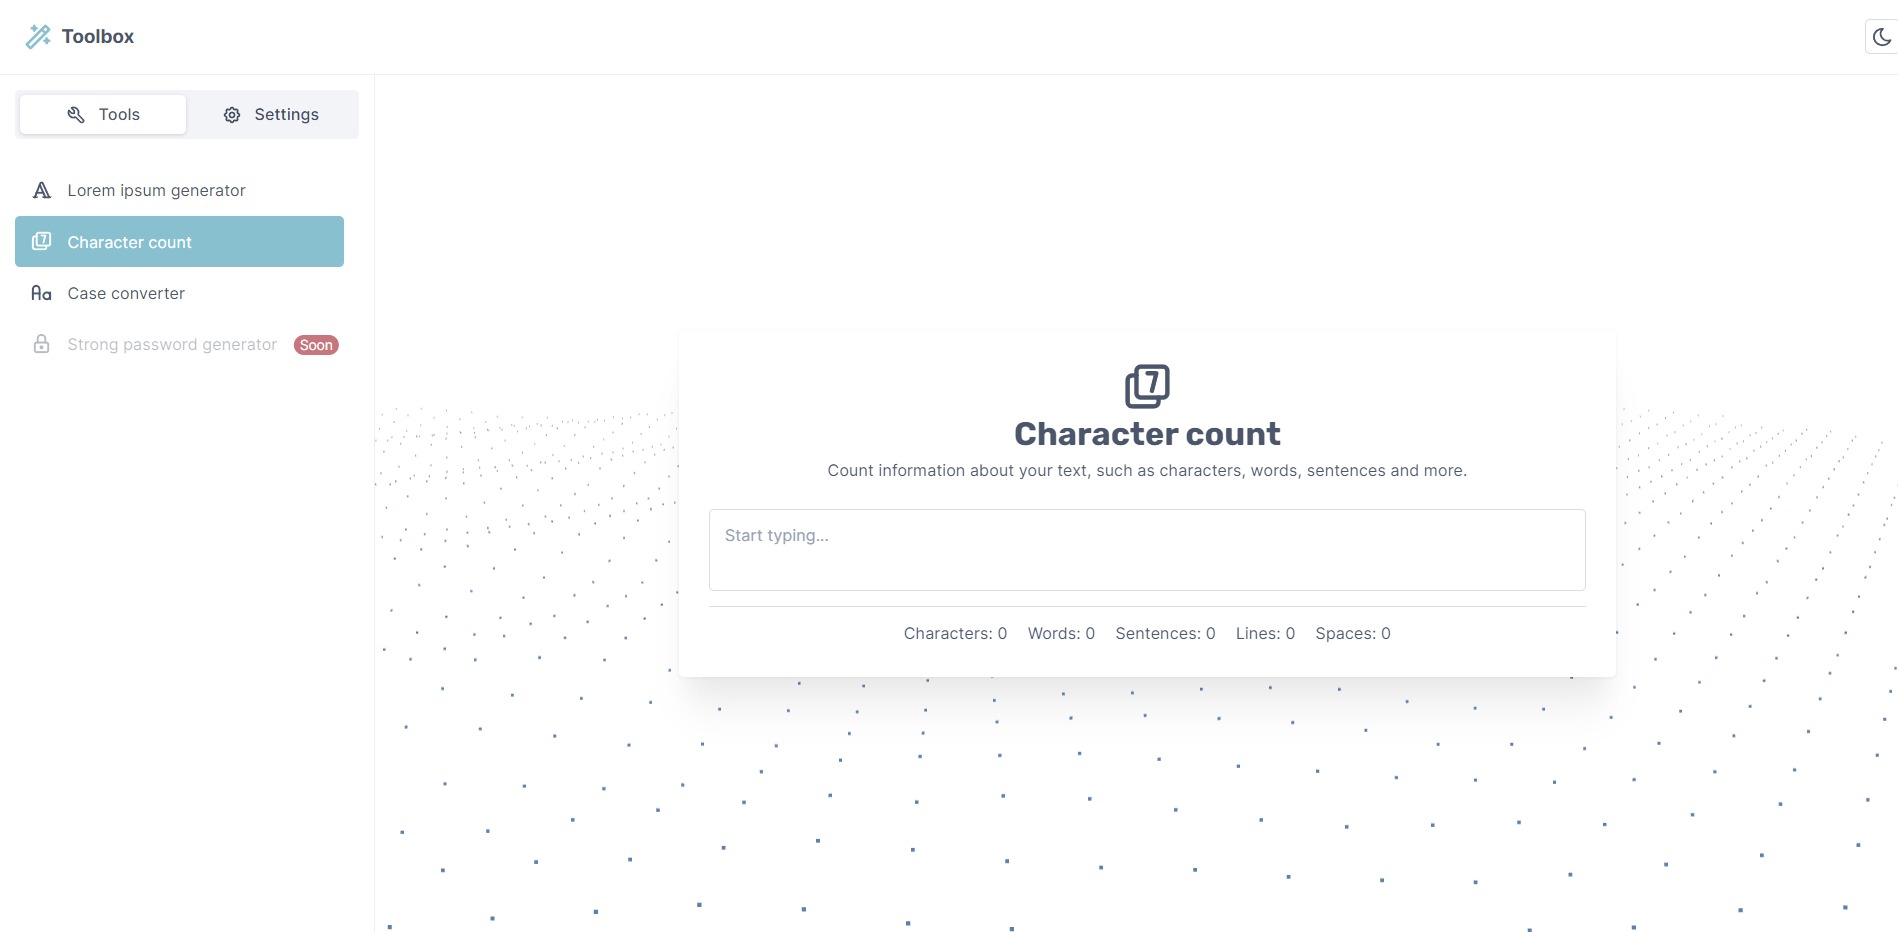 Toolbox
Tools
Settings
Lorem ipsum generator
Character count
Case converter
Strong password generator Soon
Character count
Count information about your text, such as characters, words, sentences and more.
Start typing...
Characters: 0 Words: 0 Sentences: 0 Lines: 0 Spaces: 0